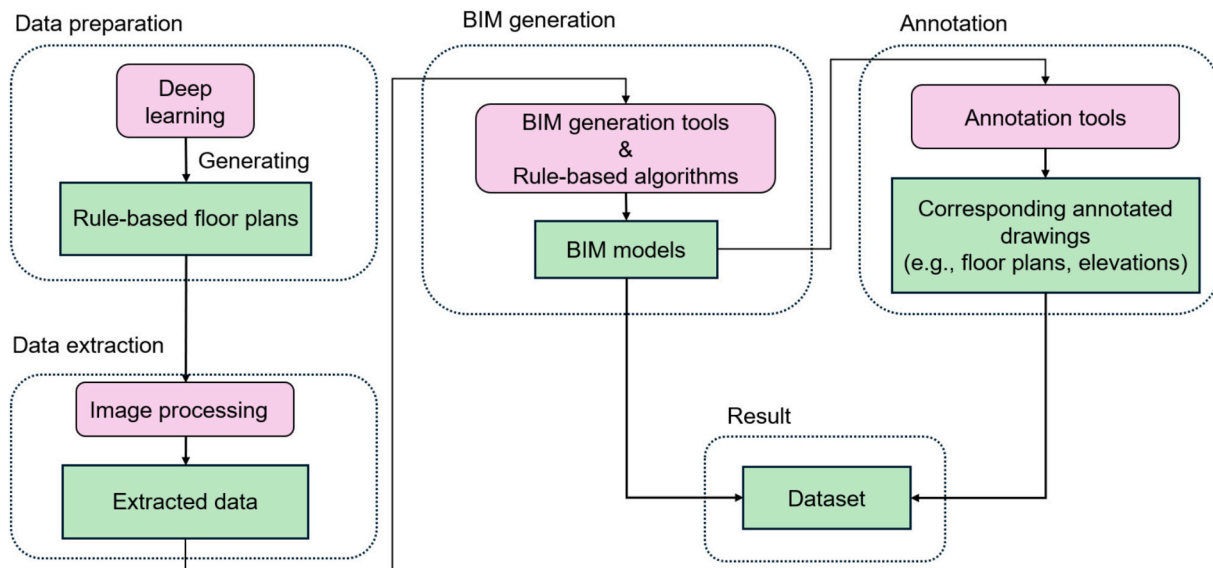 Data preparation
Deep
learning
Generating
Rule-based floor plans
Data extraction
Image processing
Extracted data
BIM generation
BIM generation tools
&
Rule-based algorithms
BIM models
Annotation
Annotation tools
Corresponding annotated
drawings
(e.g., floor plans, elevations)
Result
Dataset